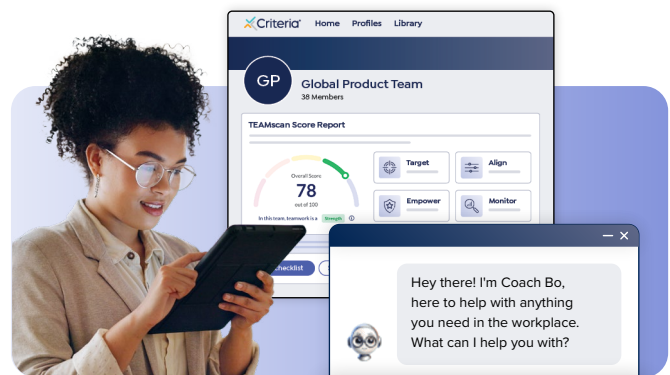 Criteria Home Profiles Library
GP
Global Product Team
38 Members
TEAMscan Score Report
Overall Score
78
out of 100
In this team, teamwork is a Strength
Target
Align
Empower
Monitor
checklist
Hey there! I'm Coach Bo,
here to help with anything
you need in the workplace.
What can I help you with?